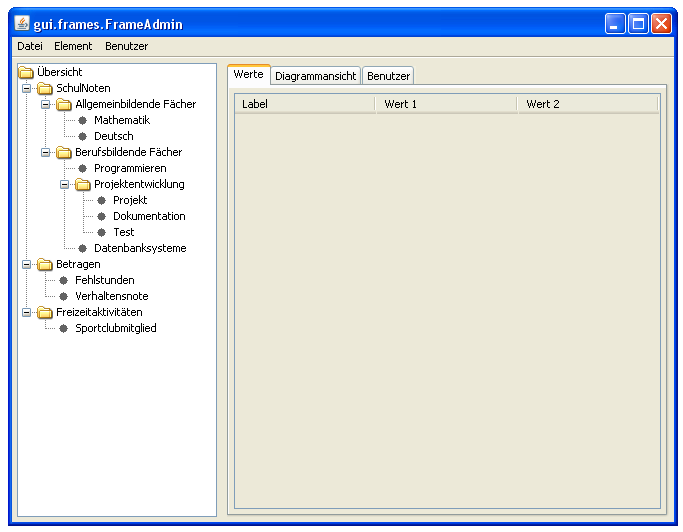 gui.frames.FrameAdmin
Datei Element Benutzer
Übersicht
SchulNoten
Allgemeinbildende Fächer
Mathematik
Deutsch
Berufsbildende Fächer
Programmieren
Projektentwicklung
Projekt
Dokumentation
Test
Datenbanksysteme
Betragen
Fehlstunden
Verhaltensnote
Freizeitaktivitäten
Sportclubmitglied
Werte Diagrammansicht Benutzer
Label Wert 1 Wert 2